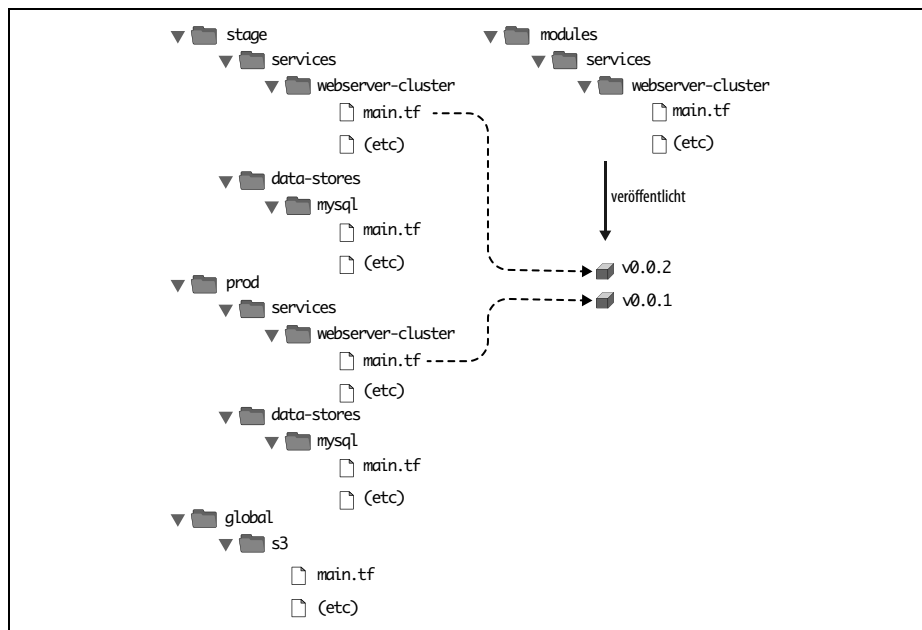 stage
services
webserver-cluster
main.tf
(etc)
data-stores
mysql
main.tf
(etc)
prod
services
webserver-cluster
main.tf
(etc)
data-stores
mysql
main.tf
(etc)
global
s3
main.tf
(etc)
modules
services
webserver-cluster
main.tf
(etc)
veröffentlicht
v0.0.2
v0.0.1